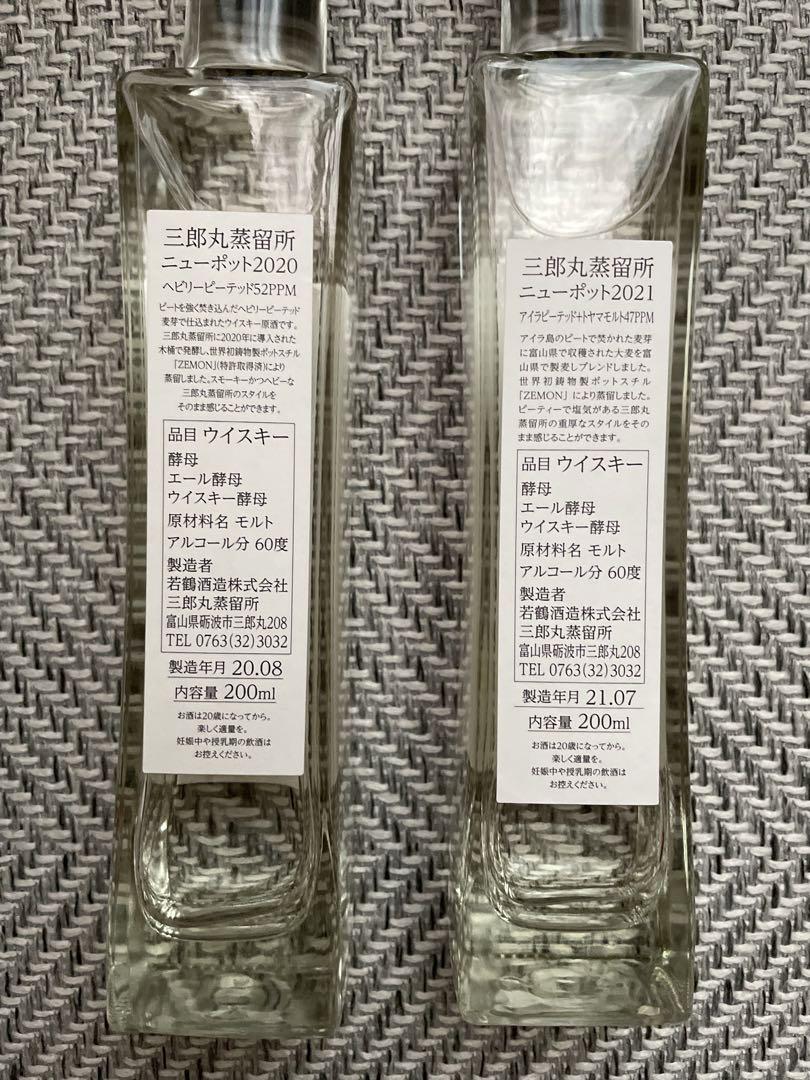 三郎丸蒸留所
ニューポット2020
ヘビリーピーテッド52PPM
ピートを強く焚き込んだヘビリーピーテッド
麦芽で仕込まれたウイスキー原酒です。
三郎丸蒸留所に2020年に導入された
木桶で発酵し、世界初鋳物製ポットスチル
「ZEMON」(特許取得済)により
蒸留しました。スモーキーかつヘビーな
三郎丸蒸留所のスタイルを
そのまま感じることができます。
品目 ウイスキー
酵母
エール酵母
ウイスキー酵母
原材料名 モルト
アルコール分 60度
製造者
若鶴酒造株式会社
三郎丸蒸留所
富山県砺波市三郎丸208
TEL 0763(32)3032
製造年月 20.08
内容量 200ml
お酒は20歳になってから。
楽しく適量を。
妊娠中や授乳期の飲酒は
お控えください。
三郎丸蒸留所
ニューポット2021
アイラピーテッド+トヤマモルト47PPM
アイラ島のピートで焚かれた麦芽
に富山県で収穫された大麦を富
山県で製麦しブレンドしました。
世界初鋳物製ポットスチル
「ZEMON」により蒸留しました。
ピーティーで塩気がある三郎丸
蒸留所の重厚なスタイルをその
まま感じることができます。
品目 ウイスキー
酵母
エール酵母
ウイスキー酵母
原材料名 モルト
アルコール分 60度
製造者
若鶴酒造株式会社
三郎丸蒸留所
富山県砺波市三郎丸208
TEL 0763(32)3032
製造年月 21.07
内容量 200ml
お酒は20歳になってから。
楽しく適量を。
妊娠中や授乳期の飲酒は
お控えください。